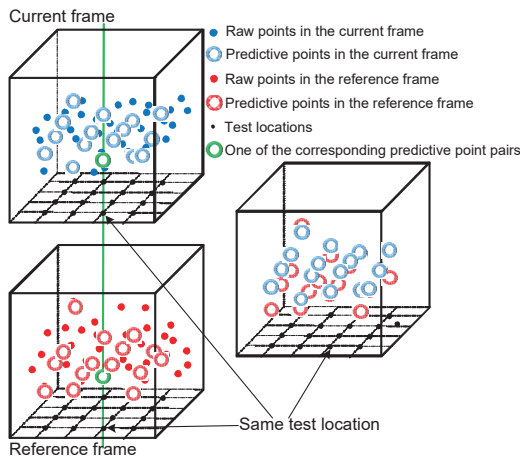 Current frame
Raw points in the current frame
Predictive points in the current frame
Raw points in the reference frame
Predictive points in the reference frame
Test locations
One of the corresponding predictive point pairs
Same test location
Reference frame